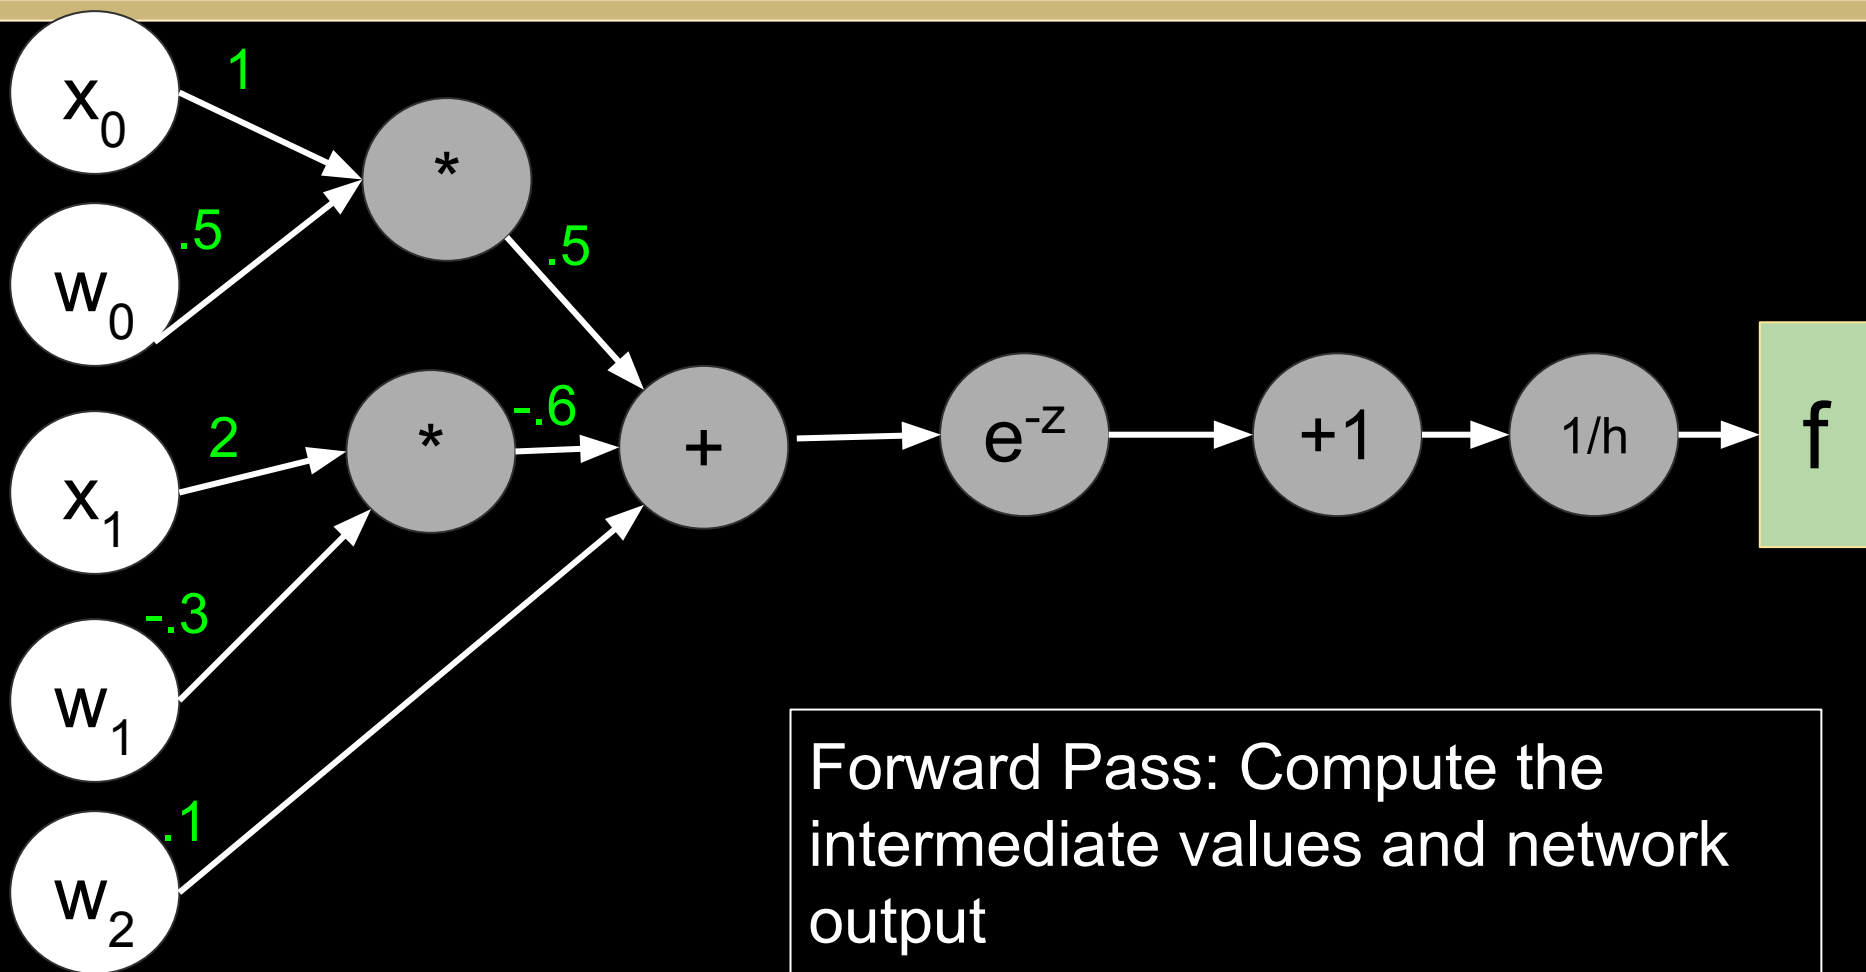 x0
1
*
.5
w0
.5
x1
2
*
-.6
+
e-z
+1
1/h
f
-.3
w1
.1
w2
Forward Pass: Compute the
intermediate values and network
output